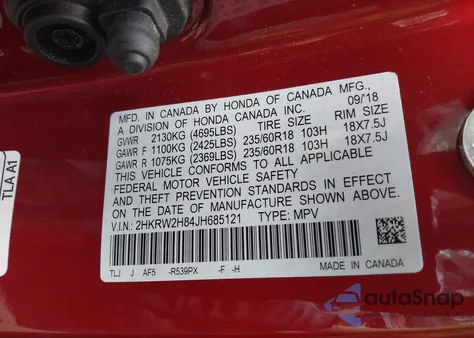 MFD. IN CANADA BY HONDA OF CANADA MFG.,
A DIVISION OF HONDA CANADA INC. 09/18
GVWR 2130KG (4695LBS) TIRE SIZE RIM SIZE
GAWR F 1100KG (2425LBS) 235/60R18 103H 18X7.5J
GAWR R 1075KG (2369LBS) 235/60R18 103H 18X7.5J
THIS VEHICLE CONFORMS TO ALL APPLICABLE
FEDERAL MOTOR VEHICLE SAFETY
AND THEFT PREVENTION STANDARDS IN EFFECT
ON THE DATE OF MANUFACTURE SHOWN ABOVE.
V.I.N.: 2HKRW2H84JH685121 TYPE: MPV
TLJ J AF5 -R539PX -F -H
MADE IN CANADA
TLA A1
autoSnap